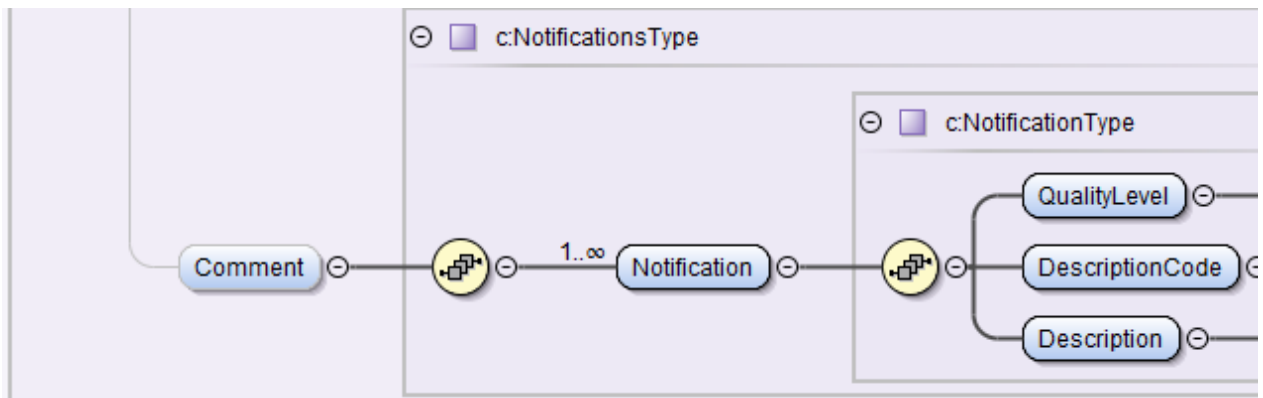 c:NotificationsType
c:NotificationType
QualityLevel
Comment
1..∞
Notification
DescriptionCode
Description